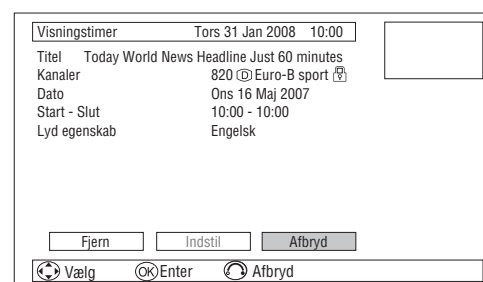 Visningstimer Tors 31 Jan 2008 10:00
Titel Today World News Headline Just 60 minutes
Kanaler 820 D Euro-B sport
Dato Ons 16 Maj 2007
Start - Slut 10:00 - 10:00
Lyd egenskab Engelsk
Fjern Indstil Afbryd
Vælg OK Enter Afbryd